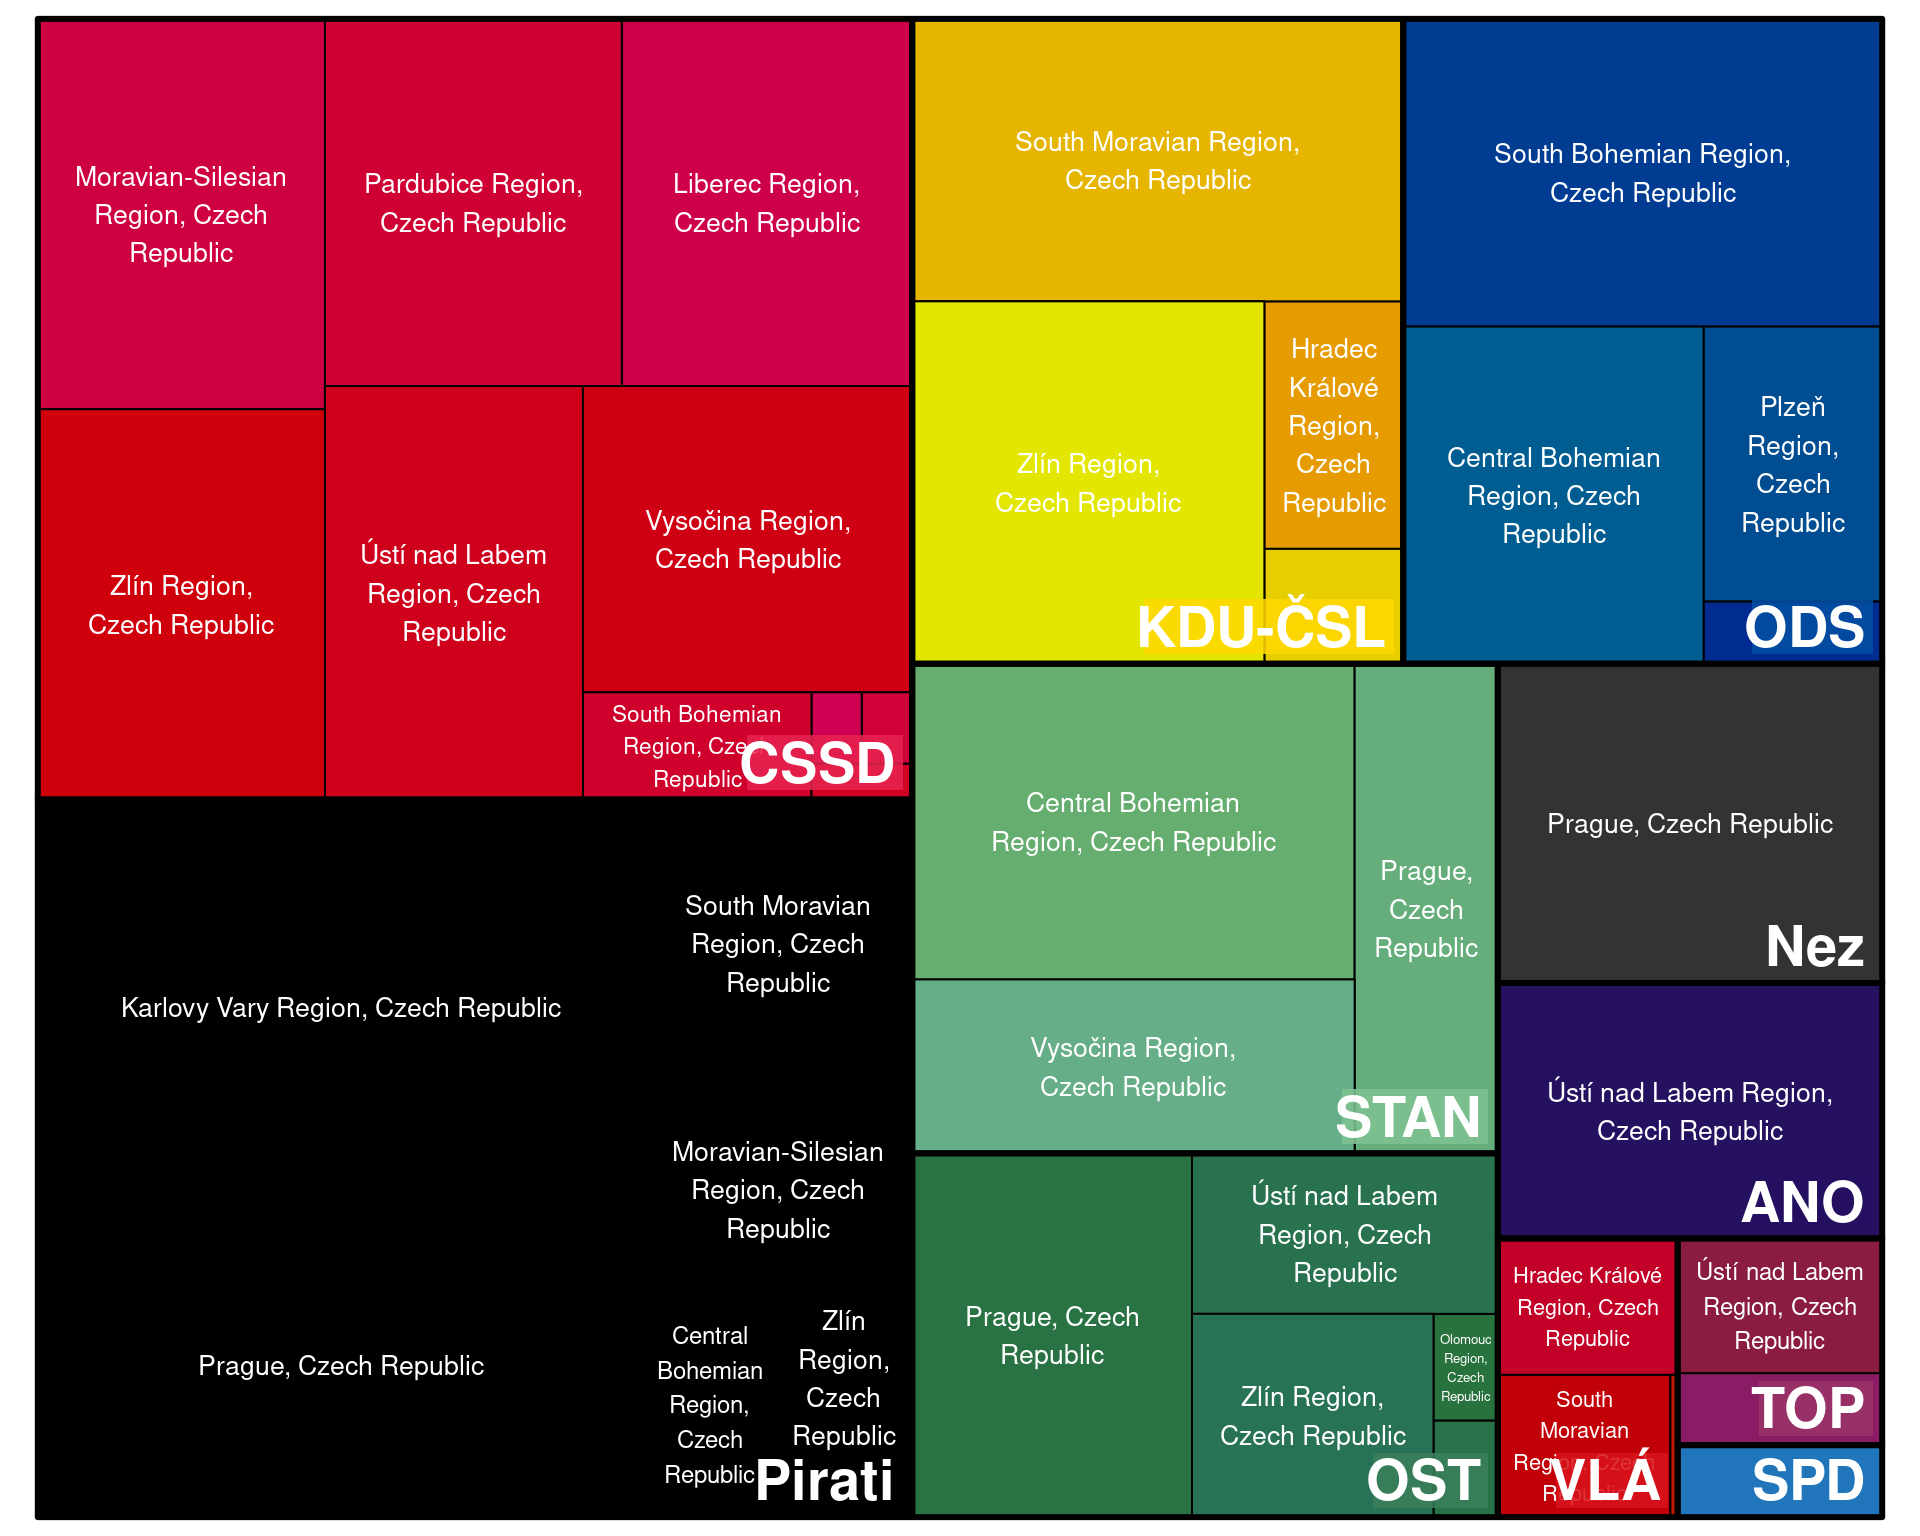 Moravian-Silesian
Region, Czech
Republic
Pardubice Region,
Czech Republic
Liberec Region,
Czech Republic
Zlín Region,
Czech Republic
Ústí nad Labem
Region, Czech
Republic
Vysočina Region,
Czech Republic
South Bohemian
Region, Czech
Republic
CSSD
South Moravian Region,
Czech Republic
Zlín Region,
Czech Republic
Hradec
Králové
Region,
Czech
Republic
KDU-ČSL
South Bohemian Region,
Czech Republic
Central Bohemian
Region, Czech
Republic
Plzeň
Region,
Czech
Republic
ODS
Karlovy Vary Region, Czech Republic
South Moravian
Region, Czech
Republic
Moravian-Silesian
Region, Czech
Republic
Prague, Czech Republic
Central
Bohemian
Region,
Czech
Republic
Zlín
Region,
Czech
Republic
Pirati
Central Bohemian
Region, Czech Republic
Prague,
Czech
Republic
Vysočina Region,
Czech Republic
STAN
Prague, Czech Republic
Nez
Ústí nad Labem Region,
Czech Republic
ANO
Prague, Czech
Republic
Ústí nad Labem
Region, Czech
Republic
Zlín Region,
Czech Republic
Olomouc
Region,
Czech
Republic
OST
Hradec Králové
Region, Czech
Republic
South
Moravian
Region, Czech
Republic
VLÁ
Ústí nad Labem
Region, Czech
Republic
TOP
SPD